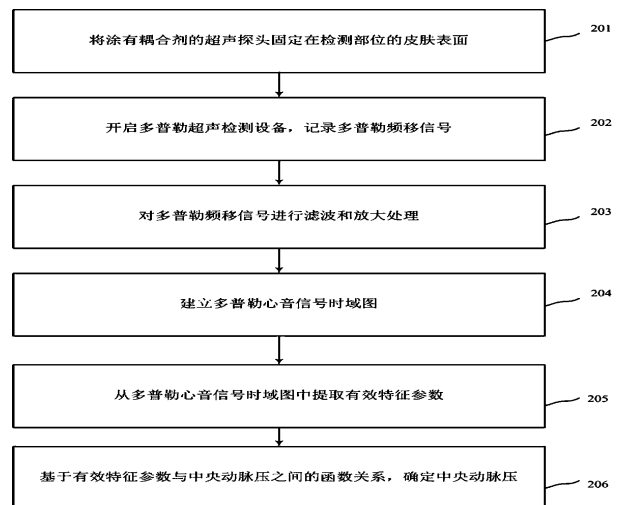 将涂有耦合剂的超声探头固定在检测部位的皮肤表面
201
开启多普勒超声检测设备，记录多普勒频移信号
202
对多普勒频移信号进行滤波和放大处理
203
建立多普勒心音信号时域图
204
从多普勒心音信号时域图中提取有效特征参数
205
基于有效特征参数与中央动脉压之间的函数关系，确定中央动脉压
206